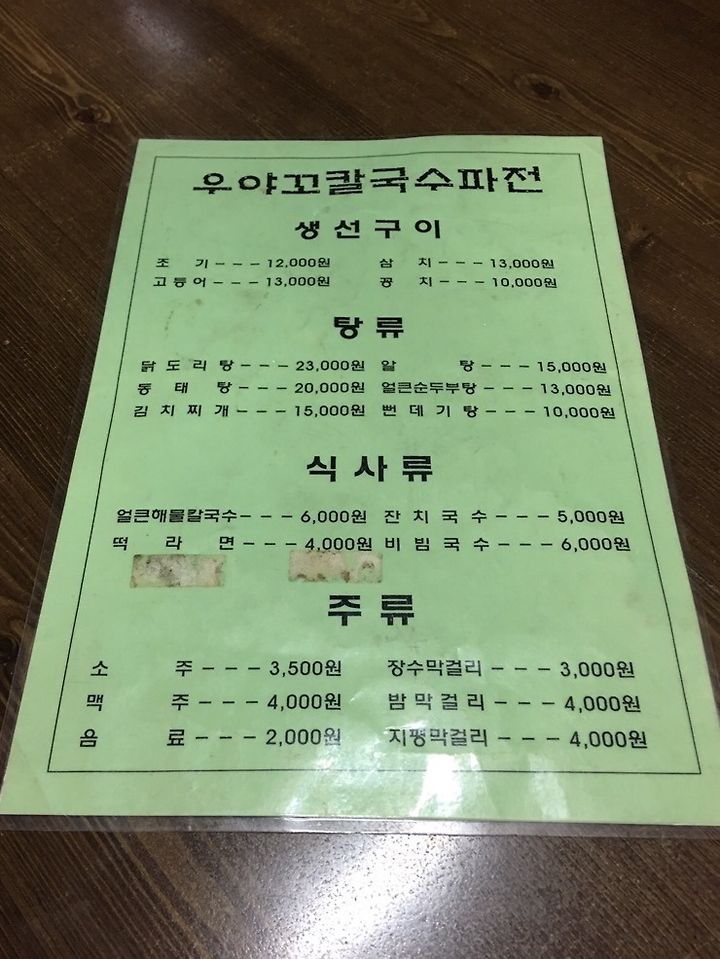 우야꼬칼국수파전
생선구이
조 기 --- 12,000원 삼 치 --- 13,000원
고등어 --- 13,000원 꽁 치 --- 10,000원
탕류
닭도리탕 --- 23,000원 알 탕 --- 15,000원
동태탕 --- 20,000원 얼큰순두부탕 --- 13,000원
김치찌개 --- 15,000원 뻔데기탕 --- 10,000원
식사류
얼큰해물칼국수 --- 6,000원 잔치국수 --- 5,000원
떡라면 --- 4,000원 비빔국수 --- 6,000원
주류
소 주 --- 3,500원 장수막걸리 --- 3,000원
맥 주 --- 4,000원 밤막걸리 --- 4,000원
음 료 --- 2,000원 지평막걸리 --- 4,000원